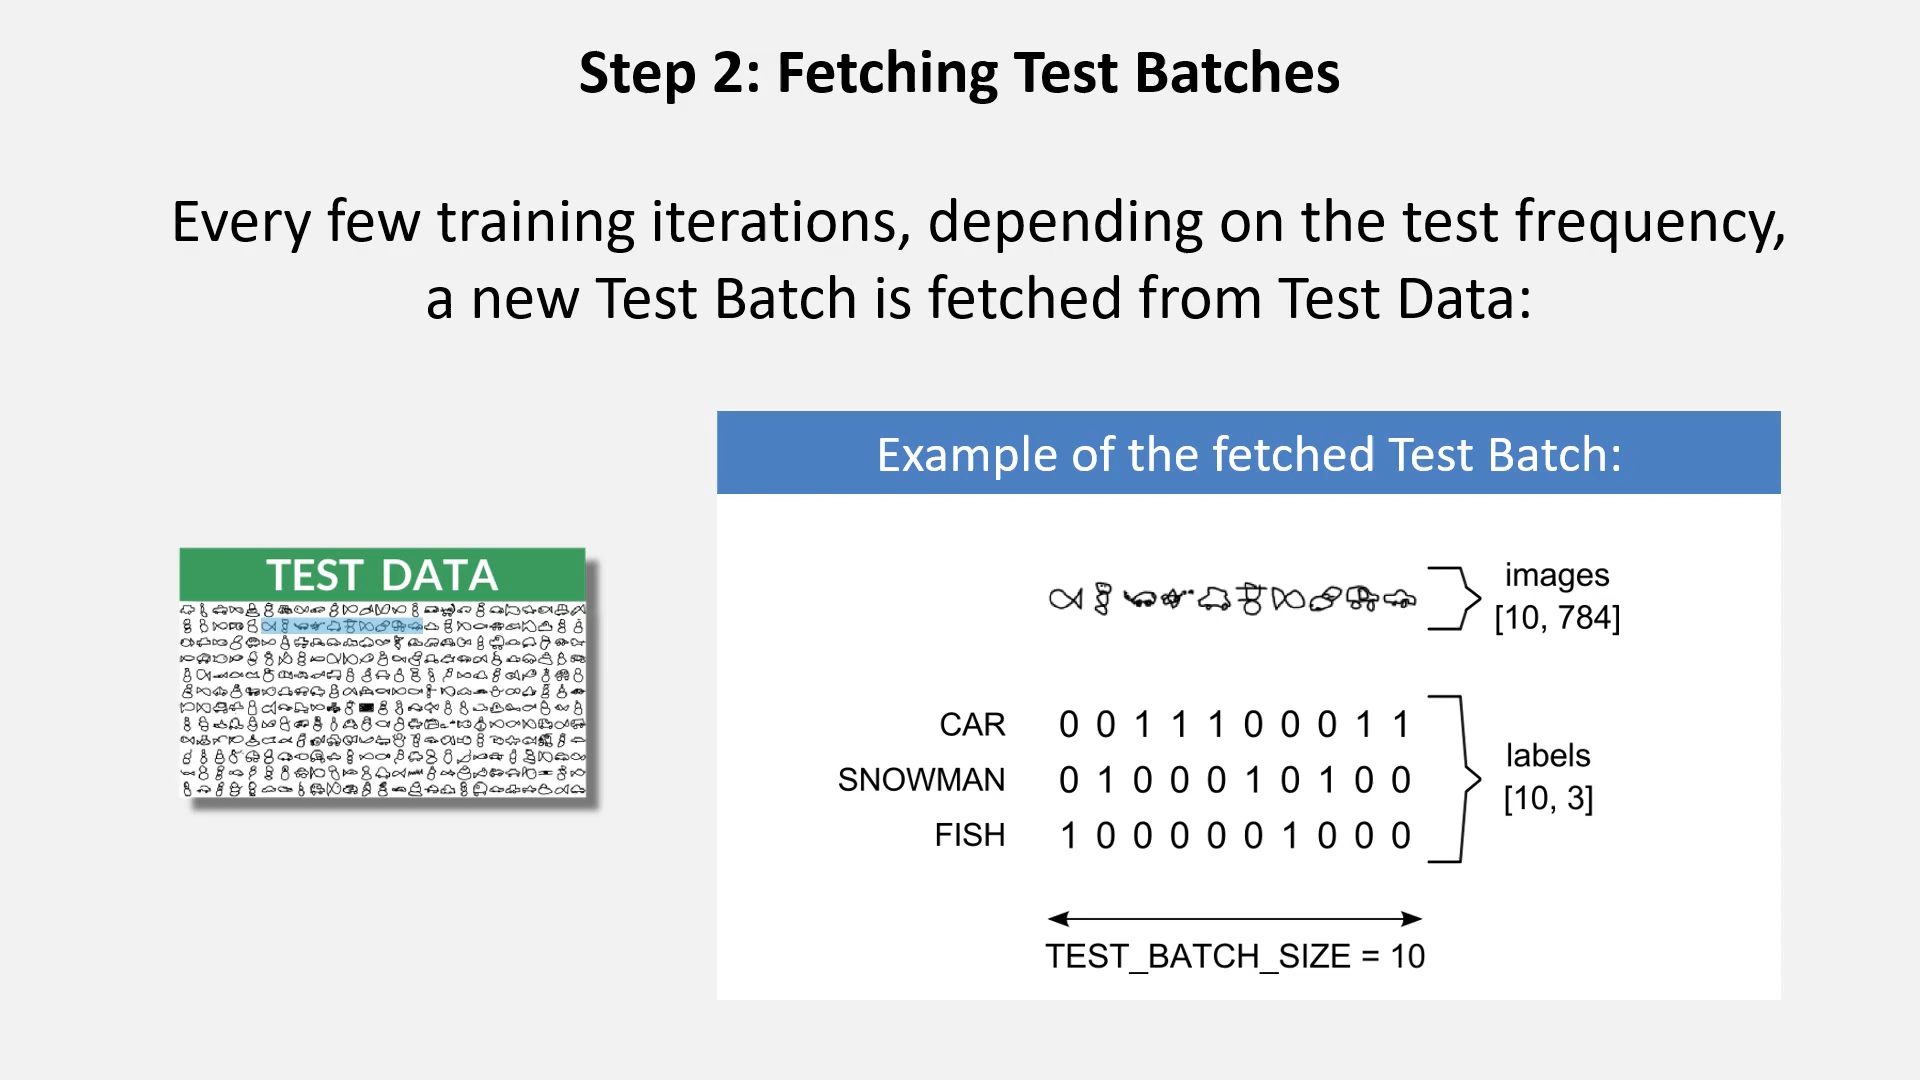 Step 2: Fetching Test Batches
Every few training iterations, depending on the test frequency,
a new Test Batch is fetched from Test Data:
TEST DATA
Example of the fetched Test Batch:
images
[10, 784]
CAR 0 0 1 1 1 0 0 0 1 1
SNOWMAN 0 1 0 0 0 1 0 1 0 0
FISH 1 0 0 0 0 0 1 0 0 0
labels
[10, 3]
TEST_BATCH_SIZE = 10